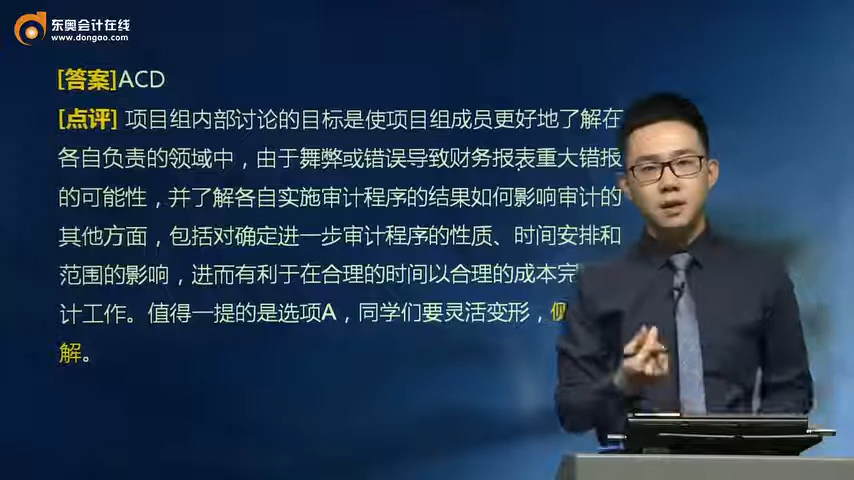 东奥会计在线
www.dongao.com
[答案]ACD
[点评] 项目组内部讨论的目标是使项目组成员更好地了解在
各自负责的领域中，由于舞弊或错误导致财务报表重大错报
的可能性，并了解各自实施审计程序的结果如何影响审计的
其他方面，包括对确定进一步审计程序的性质、时间安排和
范围的影响，进而有利于在合理的时间以合理的成本完
计工作。值得一提的是选项A，同学们要灵活变形，
解。